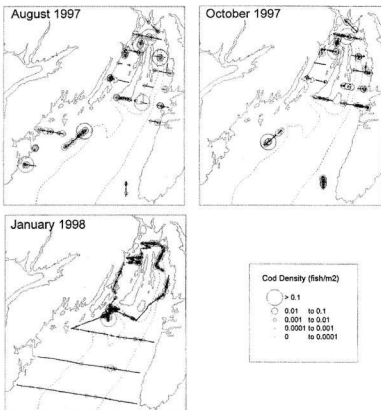 August 1997
October 1997
January 1998
Cod Density (fish/m2)
> 0.1
0.01 to 0.1
0.001 to 0.01
0.0001 to 0.001
0 to 0.0001